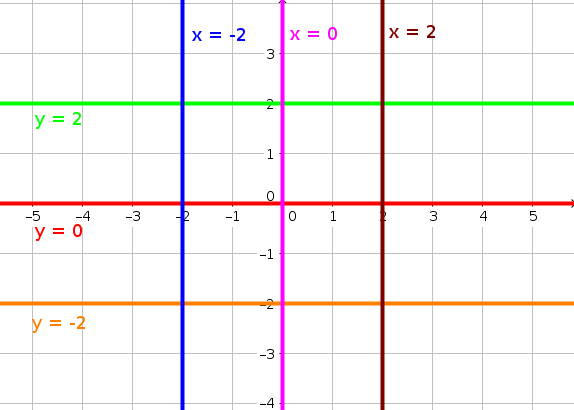 x = -2
x = 0
x = 2
3
2
y = 2
1
0
–5 –4 –3 –2 –1 0 1 2 3 4 5
y = 0
–1
–2
y = -2
–3
–4